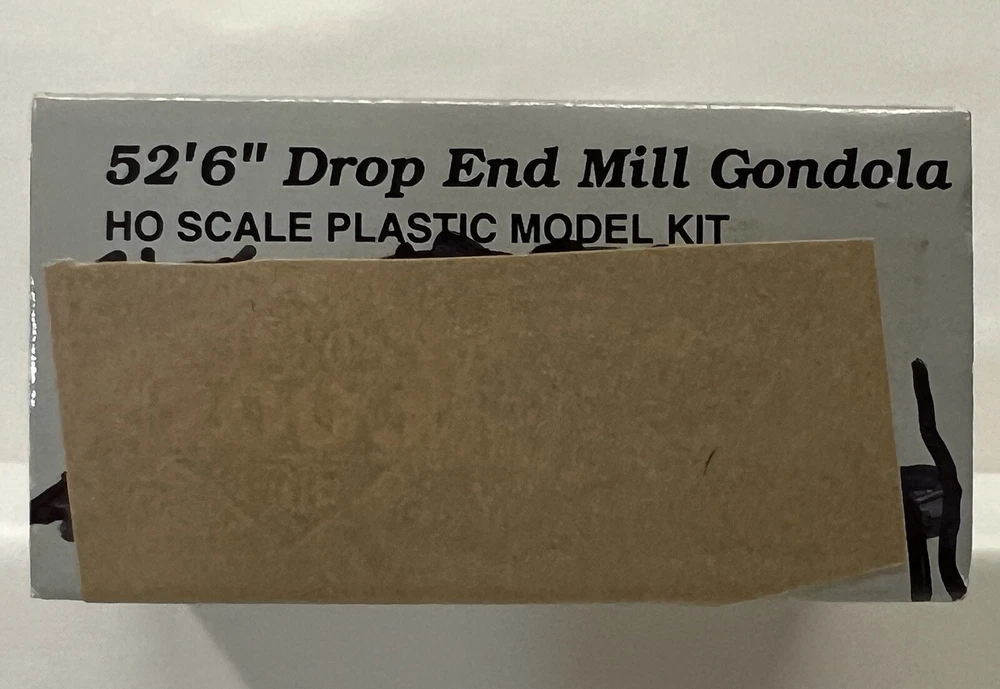 52'6" Drop End Mill Gondola
HO SCALE PLASTIC MODEL KIT